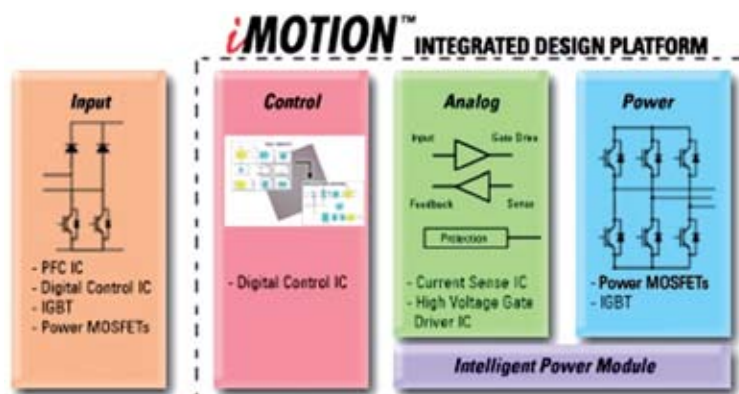 iMOTION™ INTEGRATED DESIGN PLATFORM
Input
- PFC IC
- Digital Control IC
- IGBT
- Power MOSFETs
Control
- Digital Control IC
Analog
Input Gate Drive
Feedback Sense
Protection
- Current Sense IC
- High Voltage Gate
Driver IC
Power
- Power MOSFETs
- IGBT
Intelligent Power Module